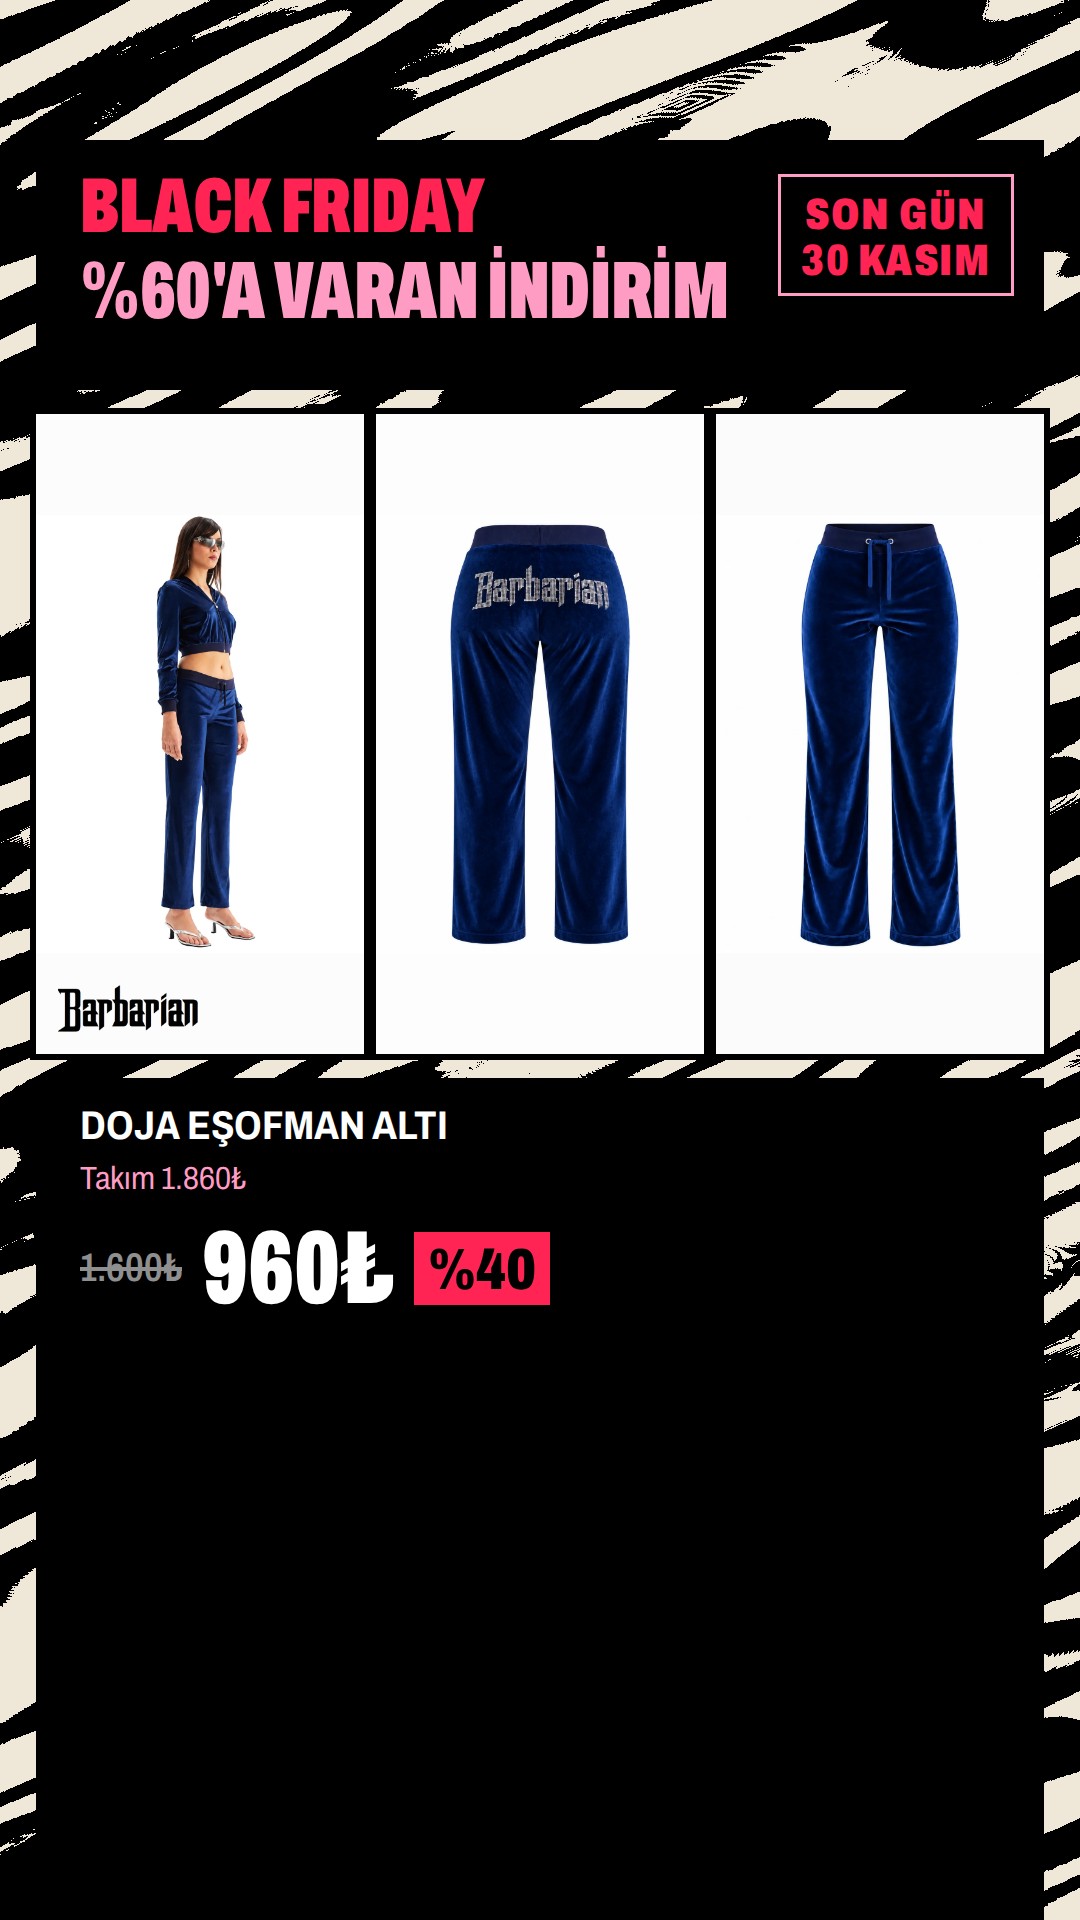 BLACK FRIDAY
%60'A VARAN İNDİRİM
SON GÜN
30 KASIM
Barbarian
Barbarian
DOJA EŞOFMAN ALTI
Takım 1.860₺
1.600₺ 960₺ %40